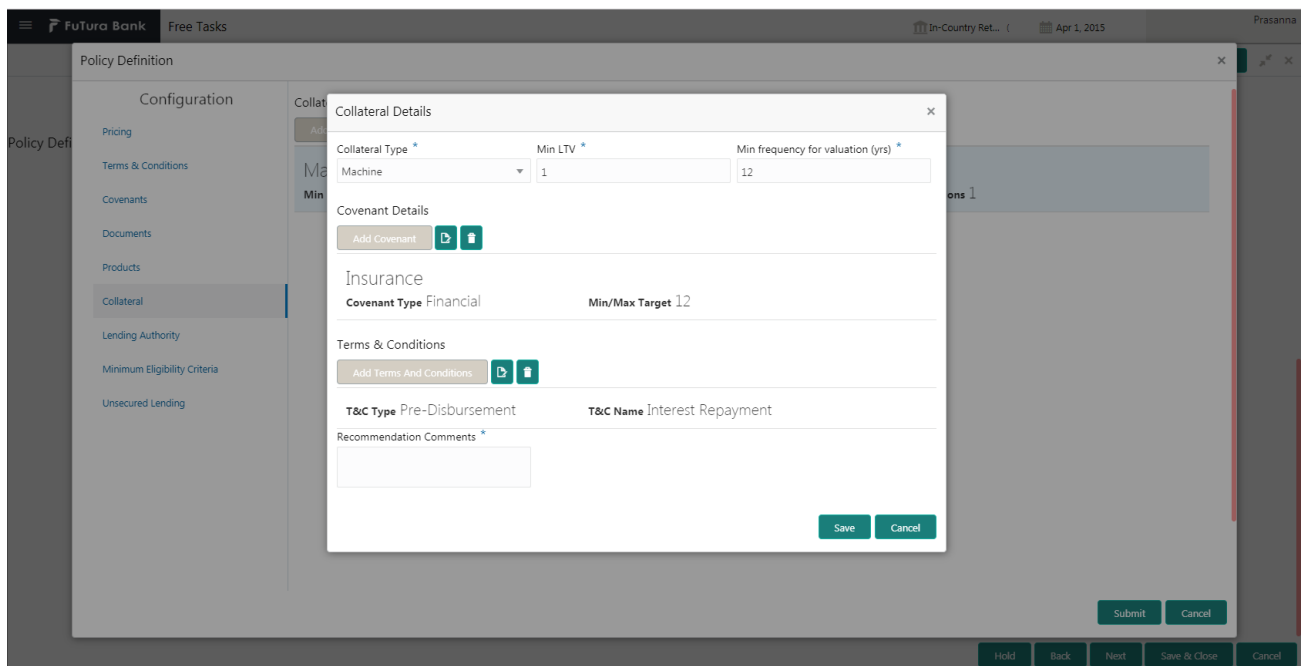 FuTura Bank Free Tasks In-Country Ret... ( Apr 1, 2015 Prasanna
Policy Definition
Policy Defi
Configuration
Pricing
Terms & Conditions
Covenants
Documents
Products
Collateral
Lending Authority
Minimum Eligibility Criteria
Unsecured Lending
Collat
Add
Ma
Min
ons 1
Collateral Details
Collateral Type * Min LTV * Min frequency for valuation (yrs) *
Machine 1 12
Covenant Details
Add Covenant
Insurance
Covenant Type Financial Min/Max Target 12
Terms & Conditions
Add Terms And Conditions
T&C Type Pre-Disbursement T&C Name Interest Repayment
Recommendation Comments *
Save Cancel
Submit Cancel
Hold Back Next Save & Close Cancel